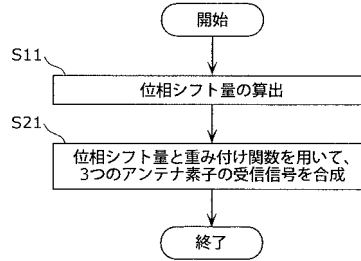 開始
S11
位相シフト量の算出
S21
位相シフト量と重み付け関数を用いて、
3つのアンテナ素子の受信信号を合成
終了